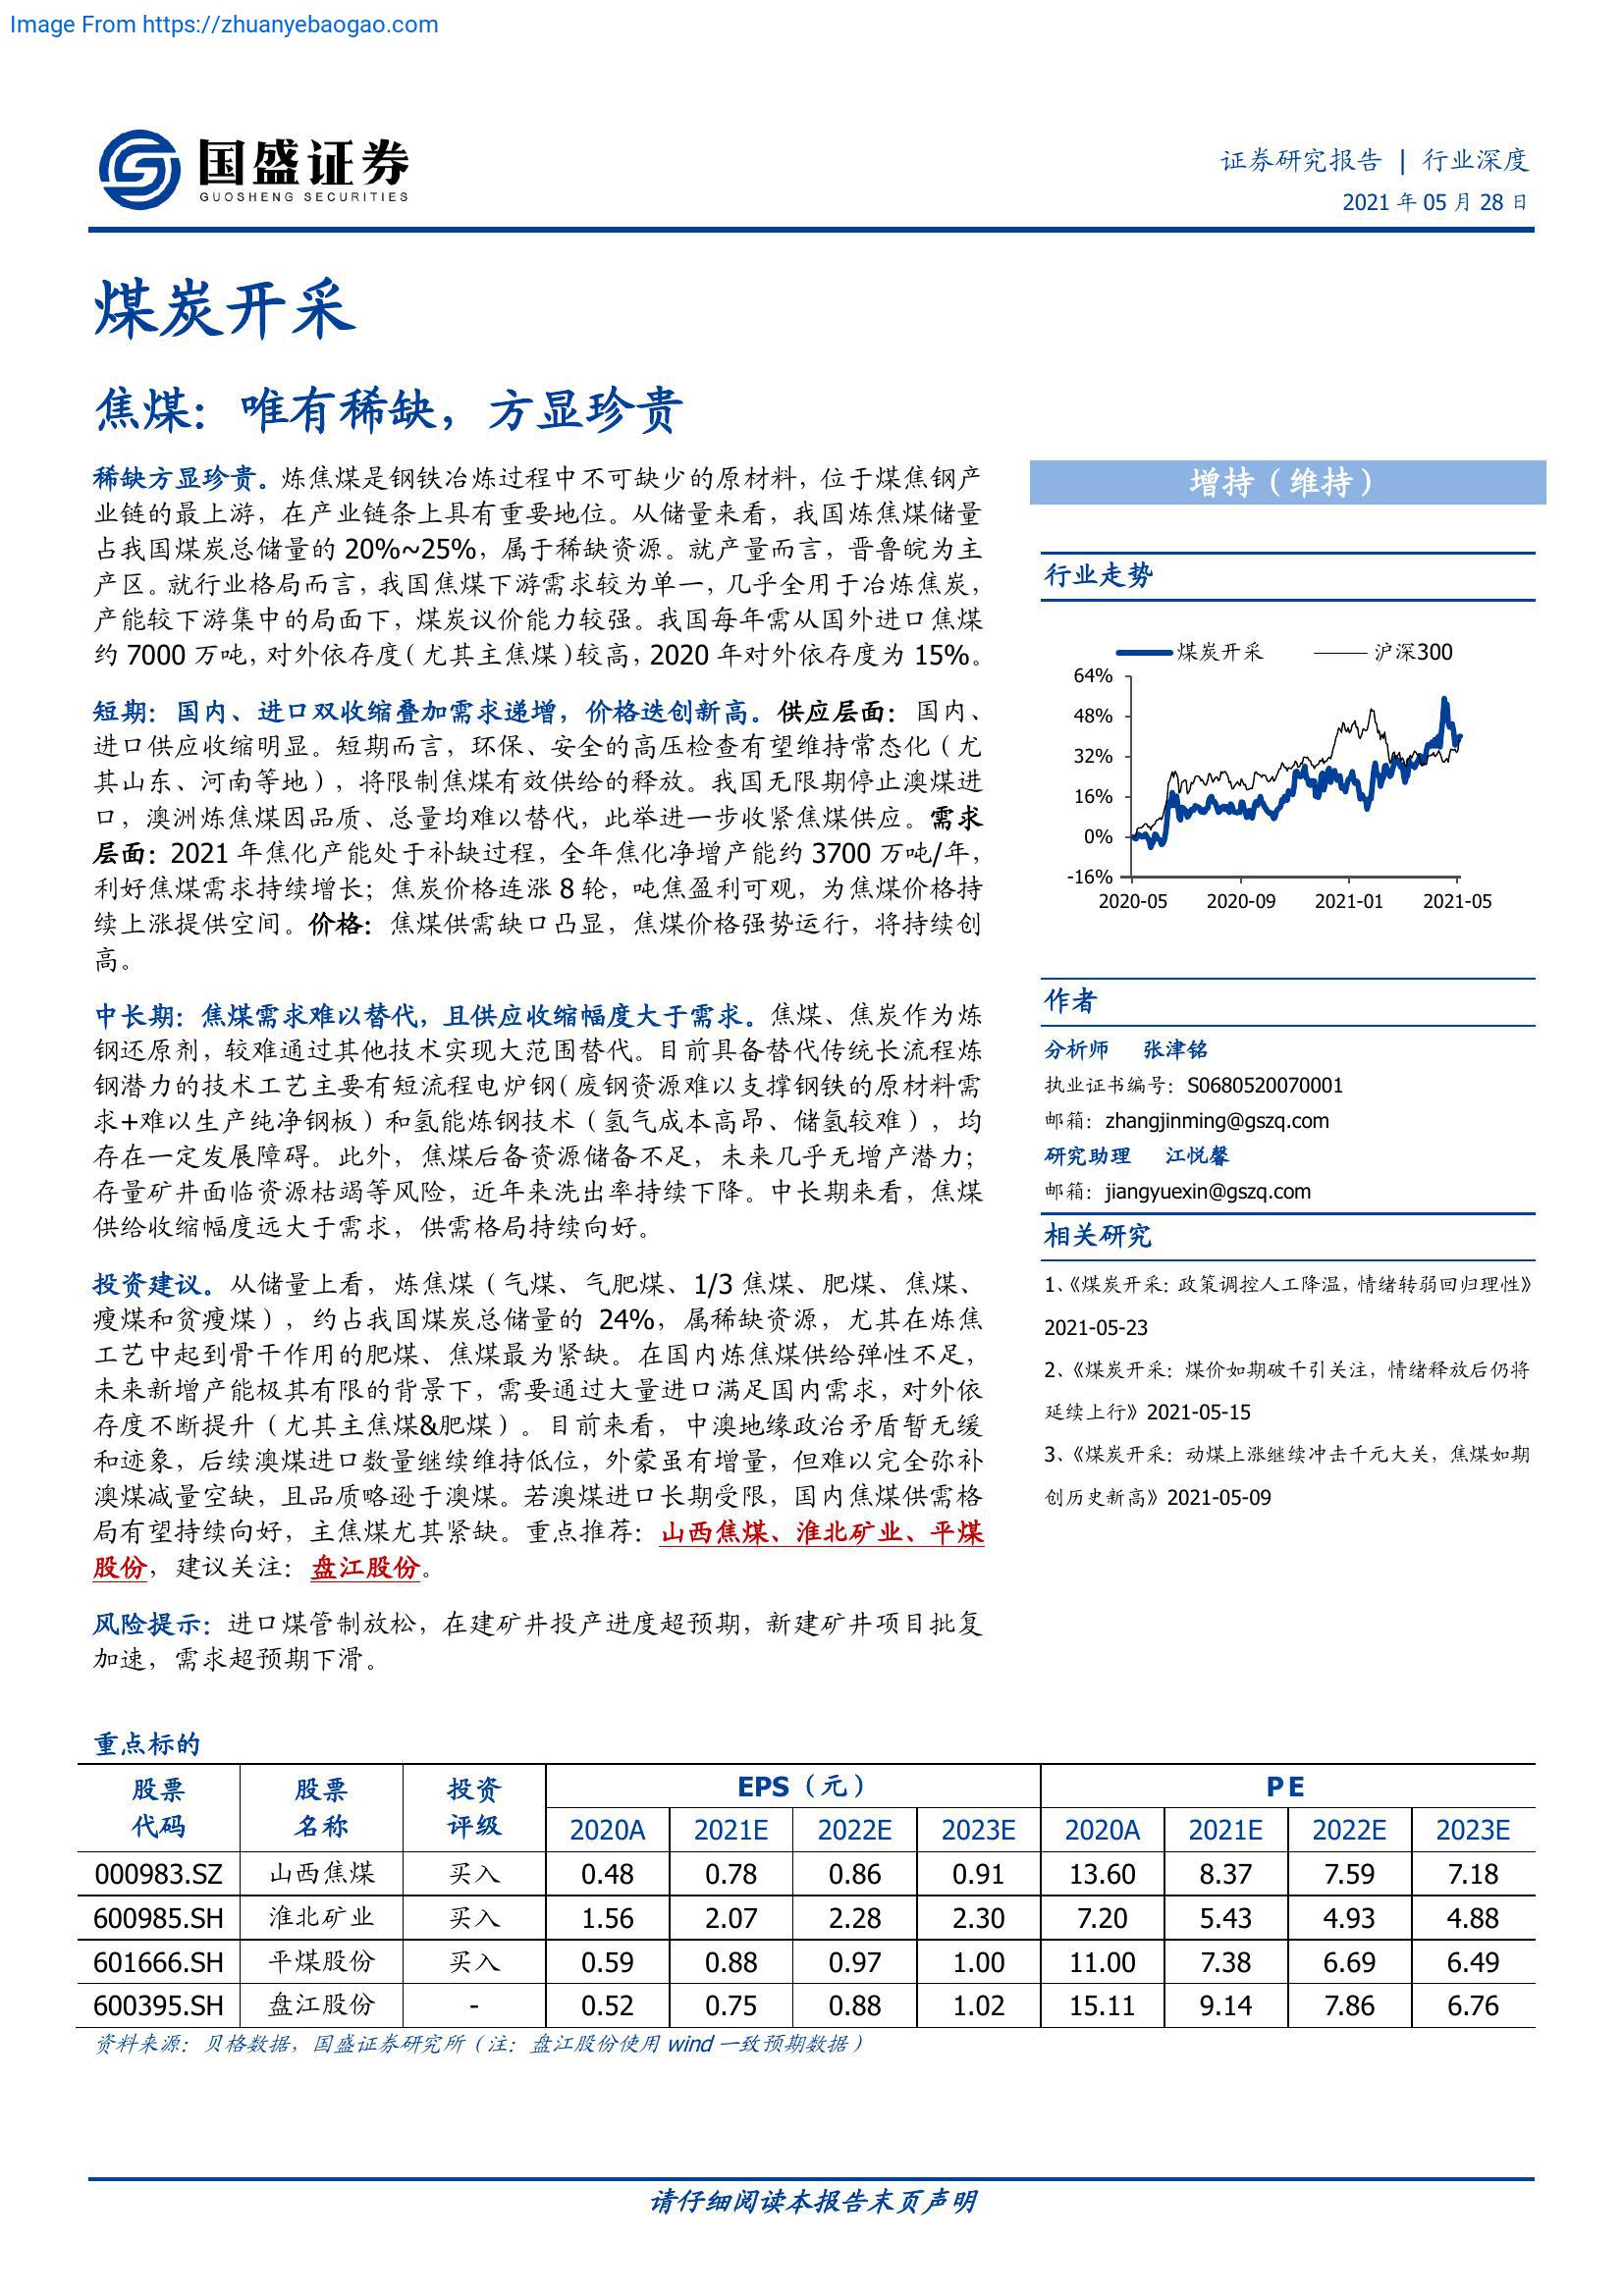 Image From https://zhuanyebaogao.com
国盛证券
GUOSHENG SECURITIES
证券研究报告 | 行业深度
2021 年 05 月 28 日
煤炭开采
焦煤：唯有稀缺，方显珍贵
稀缺方显珍贵。炼焦煤是钢铁冶炼过程中不可缺少的原材料，位于煤焦钢产
业链的最上游，在产业链条上具有重要地位。从储量来看，我国炼焦煤储量
占我国煤炭总储量的 20%~25%，属于稀缺资源。就产量而言，晋鲁皖为主
产区。就行业格局而言，我国焦煤下游需求较为单一，几乎全用于冶炼焦炭，
产能较下游集中的局面下，煤炭议价能力较强。我国每年需从国外进口焦煤
约 7000 万吨，对外依存度（尤其主焦煤）较高，2020 年对外依存度为 15%。
短期：国内、进口双收缩叠加需求递增，价格迭创新高。供应层面：国内、
进口供应收缩明显。短期而言，环保、安全的高压检查有望维持常态化（尤
其山东、河南等地），将限制焦煤有效供给的释放。我国无限期停止澳煤进
口，澳洲炼焦煤因品质、总量均难以替代，此举进一步收紧焦煤供应。需求
层面：2021 年焦化产能处于补缺过程，全年焦化净增产能约 3700 万吨/年，
利好焦煤需求持续增长；焦炭价格连涨 8 轮，吨焦盈利可观，为焦煤价格持
续上涨提供空间。价格：焦煤供需缺口凸显，焦煤价格强势运行，将持续创
高。
中长期：焦煤需求难以替代，且供应收缩幅度大于需求。焦煤、焦炭作为炼
钢还原剂，较难通过其他技术实现大范围替代。目前具备替代传统长流程炼
钢潜力的技术工艺主要有短流程电炉钢（废钢资源难以支撑钢铁的原材料需
求+难以生产纯净钢板）和氢能炼钢技术（氢气成本高昂、储氢较难），均
存在一定发展障碍。此外，焦煤后备资源储备不足，未来几乎无增产潜力；
存量矿井面临资源枯竭等风险，近年来洗出率持续下降。中长期来看，焦煤
供给收缩幅度远大于需求，供需格局持续向好。
投资建议。从储量上看，炼焦煤（气煤、气肥煤、1/3 焦煤、肥煤、焦煤、
瘦煤和贫瘦煤），约占我国煤炭总储量的 24%，属稀缺资源，尤其在炼焦
工艺中起到骨干作用的肥煤、焦煤最为紧缺。在国内炼焦煤供给弹性不足，
未来新增产能极其有限的背景下，需要通过大量进口满足国内需求，对外依
存度不断提升（尤其主焦煤&肥煤）。目前来看，中澳地缘政治矛盾暂无缓
和迹象，后续澳煤进口数量继续维持低位，外蒙虽有增量，但难以完全弥补
澳煤减量空缺，且品质略逊于澳煤。若澳煤进口长期受限，国内焦煤供需格
局有望持续向好，主焦煤尤其紧缺。重点推荐：山西焦煤、淮北矿业、平煤
股份，建议关注：盘江股份。
风险提示：进口煤管制放松，在建矿井投产进度超预期，新建矿井项目批复
加速，需求超预期下滑。
增持（维持）
行业走势
煤炭开采 沪深300
64%
48%
32%
16%
0%
-16%
2020-05 2020-09 2021-01 2021-05
作者
分析师 张津铭
执业证书编号：S0680520070001
邮箱：zhangjinming@gszq.com
研究助理 江悦馨
邮箱：jiangyuexin@gszq.com
相关研究
1、《煤炭开采：政策调控人工降温，情绪转弱回归理性》
2021-05-23
2、《煤炭开采：煤价如期破千引关注，情绪释放后仍将
延续上行》2021-05-15
3、《煤炭开采：动煤上涨继续冲击千元大关，焦煤如期
创历史新高》2021-05-09
重点标的
股票 股票 投资 EPS（元） P E
代码 名称 评级 2020A 2021E 2022E 2023E 2020A 2021E 2022E 2023E
000983.SZ 山西焦煤 买入 0.48 0.78 0.86 0.91 13.60 8.37 7.59 7.18
600985.SH 淮北矿业 买入 1.56 2.07 2.28 2.30 7.20 5.43 4.93 4.88
601666.SH 平煤股份 买入 0.59 0.88 0.97 1.00 11.00 7.38 6.69 6.49
600395.SH 盘江股份 - 0.52 0.75 0.88 1.02 15.11 9.14 7.86 6.76
资料来源：贝格数据，国盛证券研究所（注：盘江股份使用 wind 一致预期数据）
请仔细阅读本报告末页声明